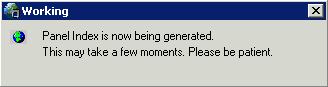 Working
Panel Index is now being generated.
This may take a few moments. Please be patient.